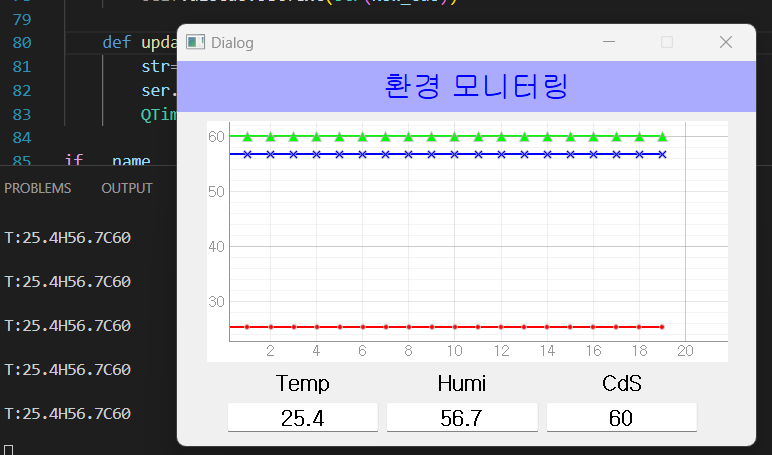 79
80 def upda
81 str=
82 ser.
83 QTim
84
85 if __name
PROBLEMS OUTPUT
T:25.4H56.7C60
T:25.4H56.7C60
T:25.4H56.7C60
T:25.4H56.7C60
T:25.4H56.7C60
Dialog
환경 모니터링
60
50
40
30
2 4 6 8 10 12 14 16 18 20
Temp Humi CdS
25.4 56.7 60